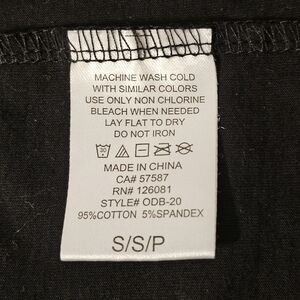 MACHINE WASH COLD
WITH SIMILAR COLORS
USE ONLY NON CHLORINE
BLEACH WHEN NEEDED
LAY FLAT TO DRY
DO NOT IRON
30
MADE IN CHINA
CA# 57587
RN# 126081
STYLE# ODB-20
95%COTTON 5%SPANDEX
S/S/P